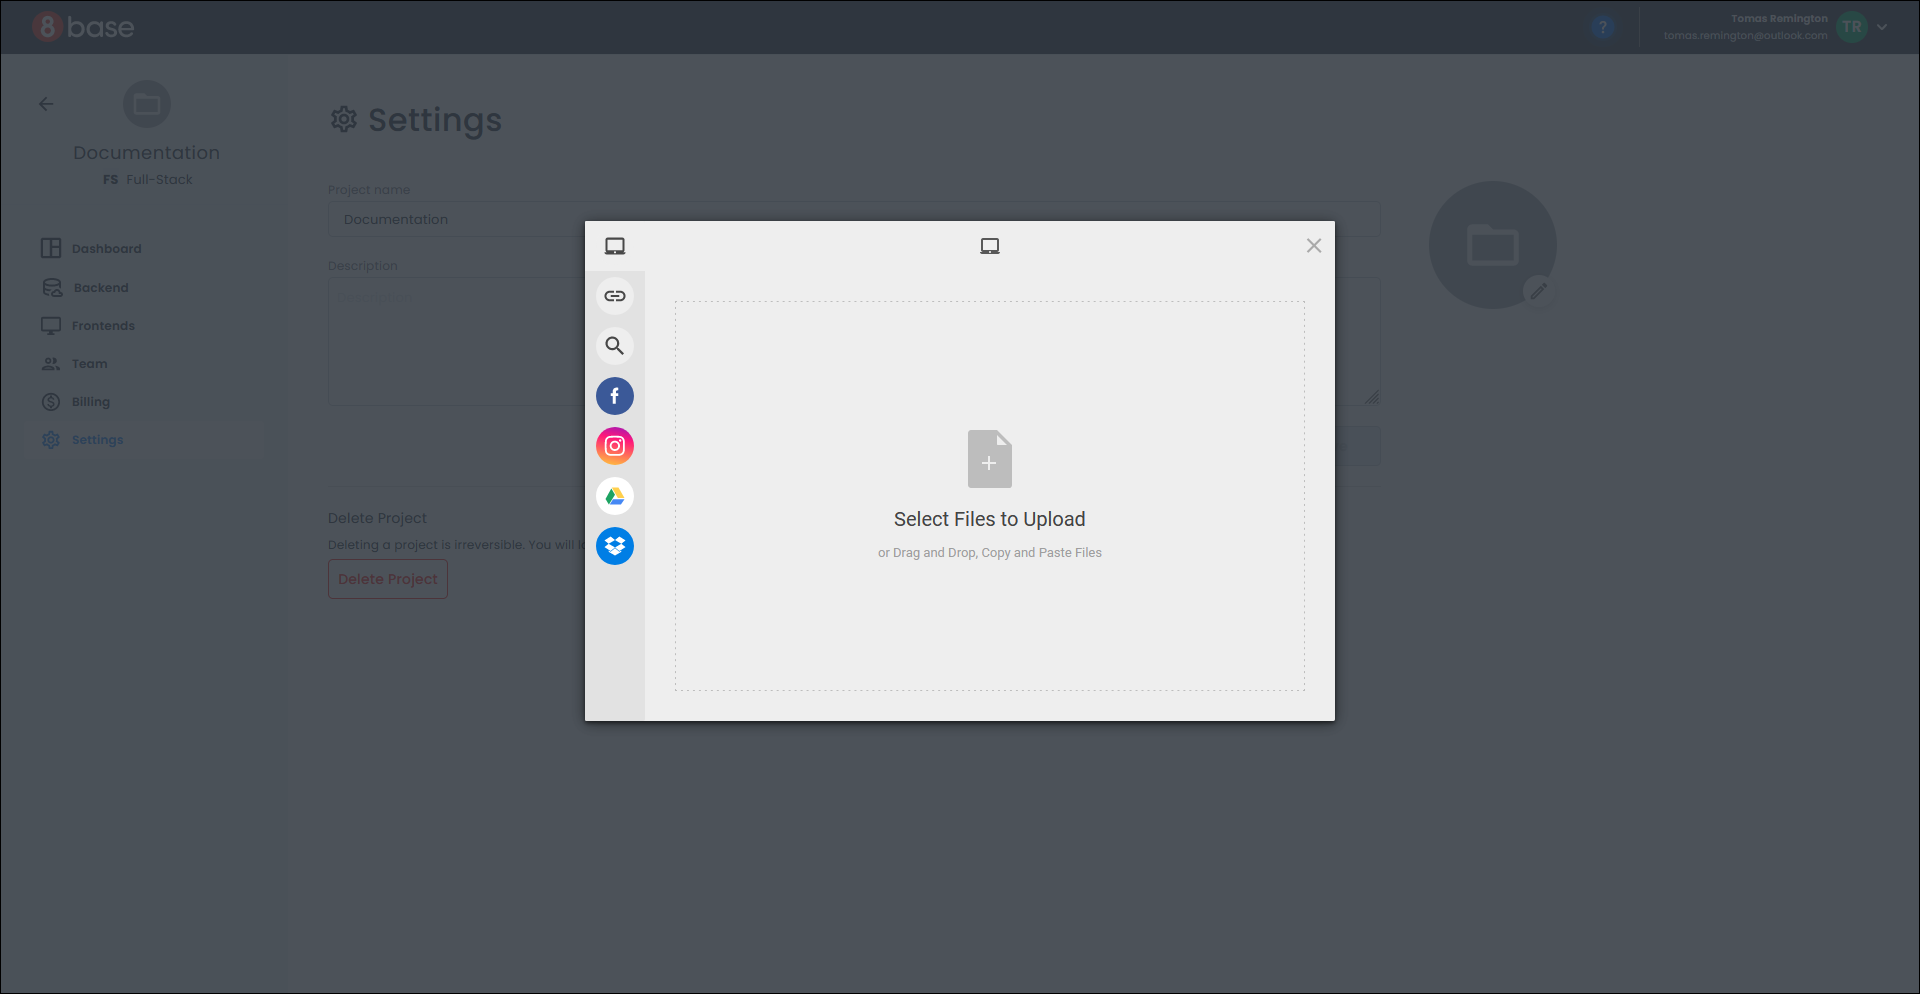 8base
?
Tomas Remington
tomas.remington@outlook.com
TR
Documentation
FS Full-Stack
Dashboard
Backend
Frontends
Team
Billing
Settings
Settings
Project name
Documentation
Description
Delete Project
Deleting a project is irreversible. You will
Delete Project
Select Files to Upload
or Drag and Drop, Copy and Paste Files